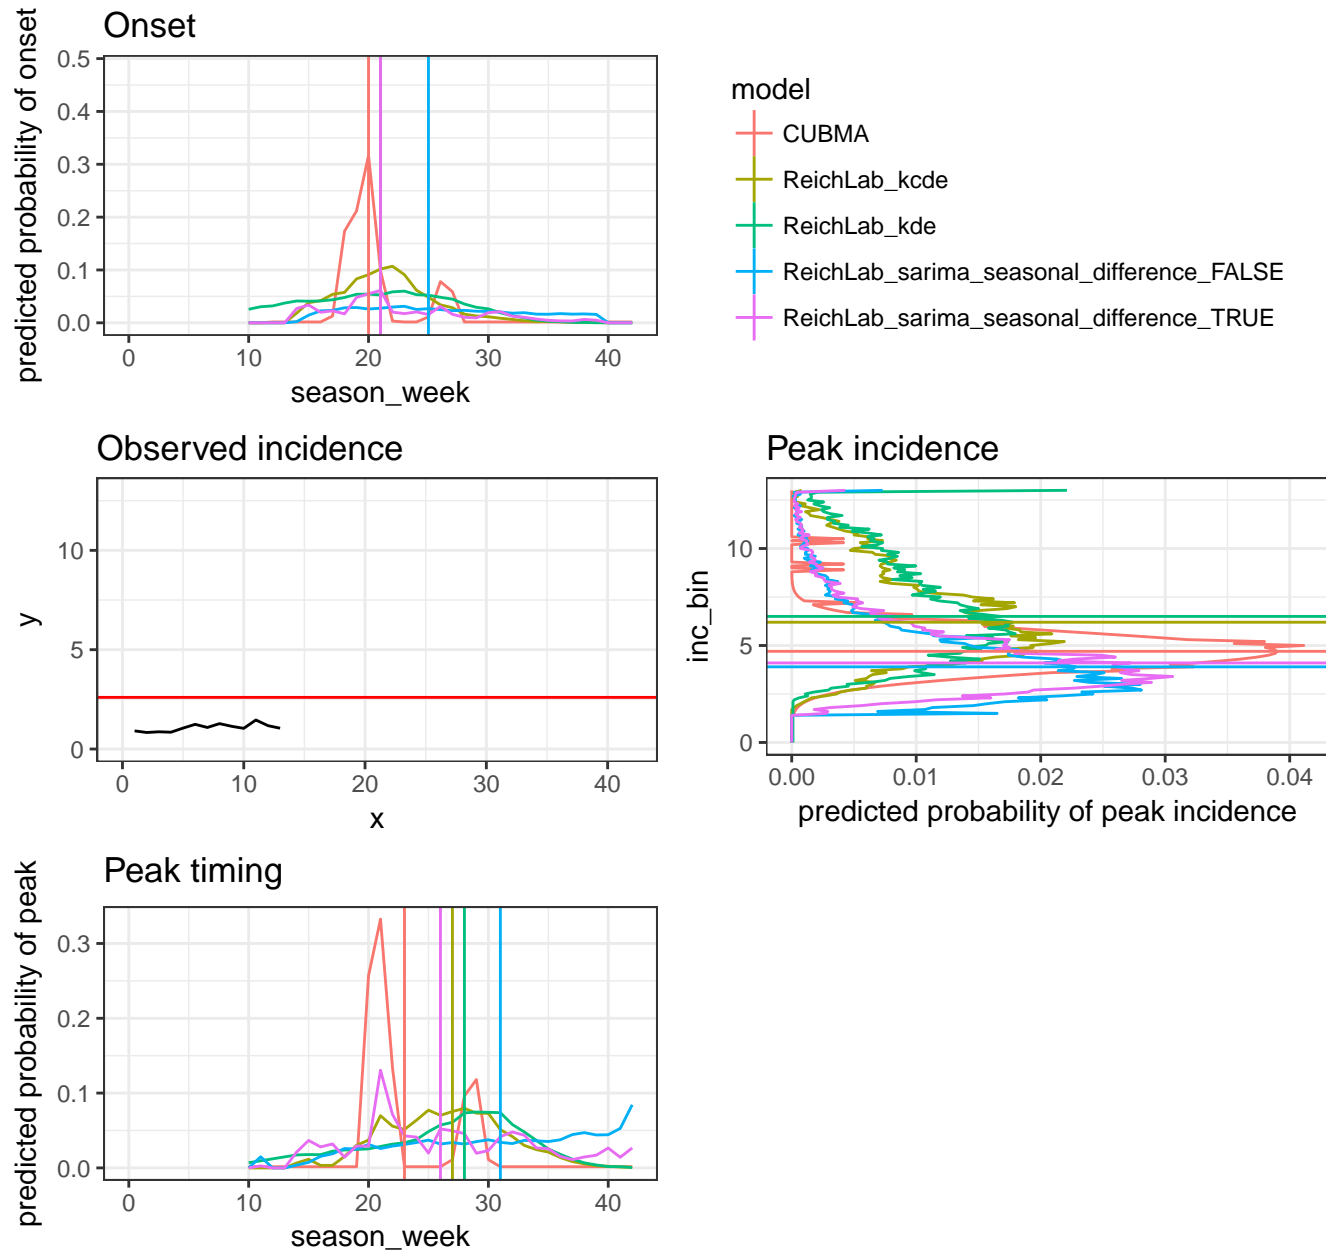 Onset
predicted probability of onset
0.5
0.4
0.3
0.2
0.1
0.0
0 10 20 30 40
season_week
model
CUBMA
ReichLab_kcde
ReichLab_kde
ReichLab_sarima_seasonal_difference_FALSE
ReichLab_sarima_seasonal_difference_TRUE
Observed incidence
y
10
5
0
0 10 20 30 40
x
Peak incidence
inc_bin
10
5
0
0.00 0.01 0.02 0.03 0.04
predicted probability of peak incidence
Peak timing
predicted probability of peak
0.3
0.2
0.1
0.0
0 10 20 30 40
season_week